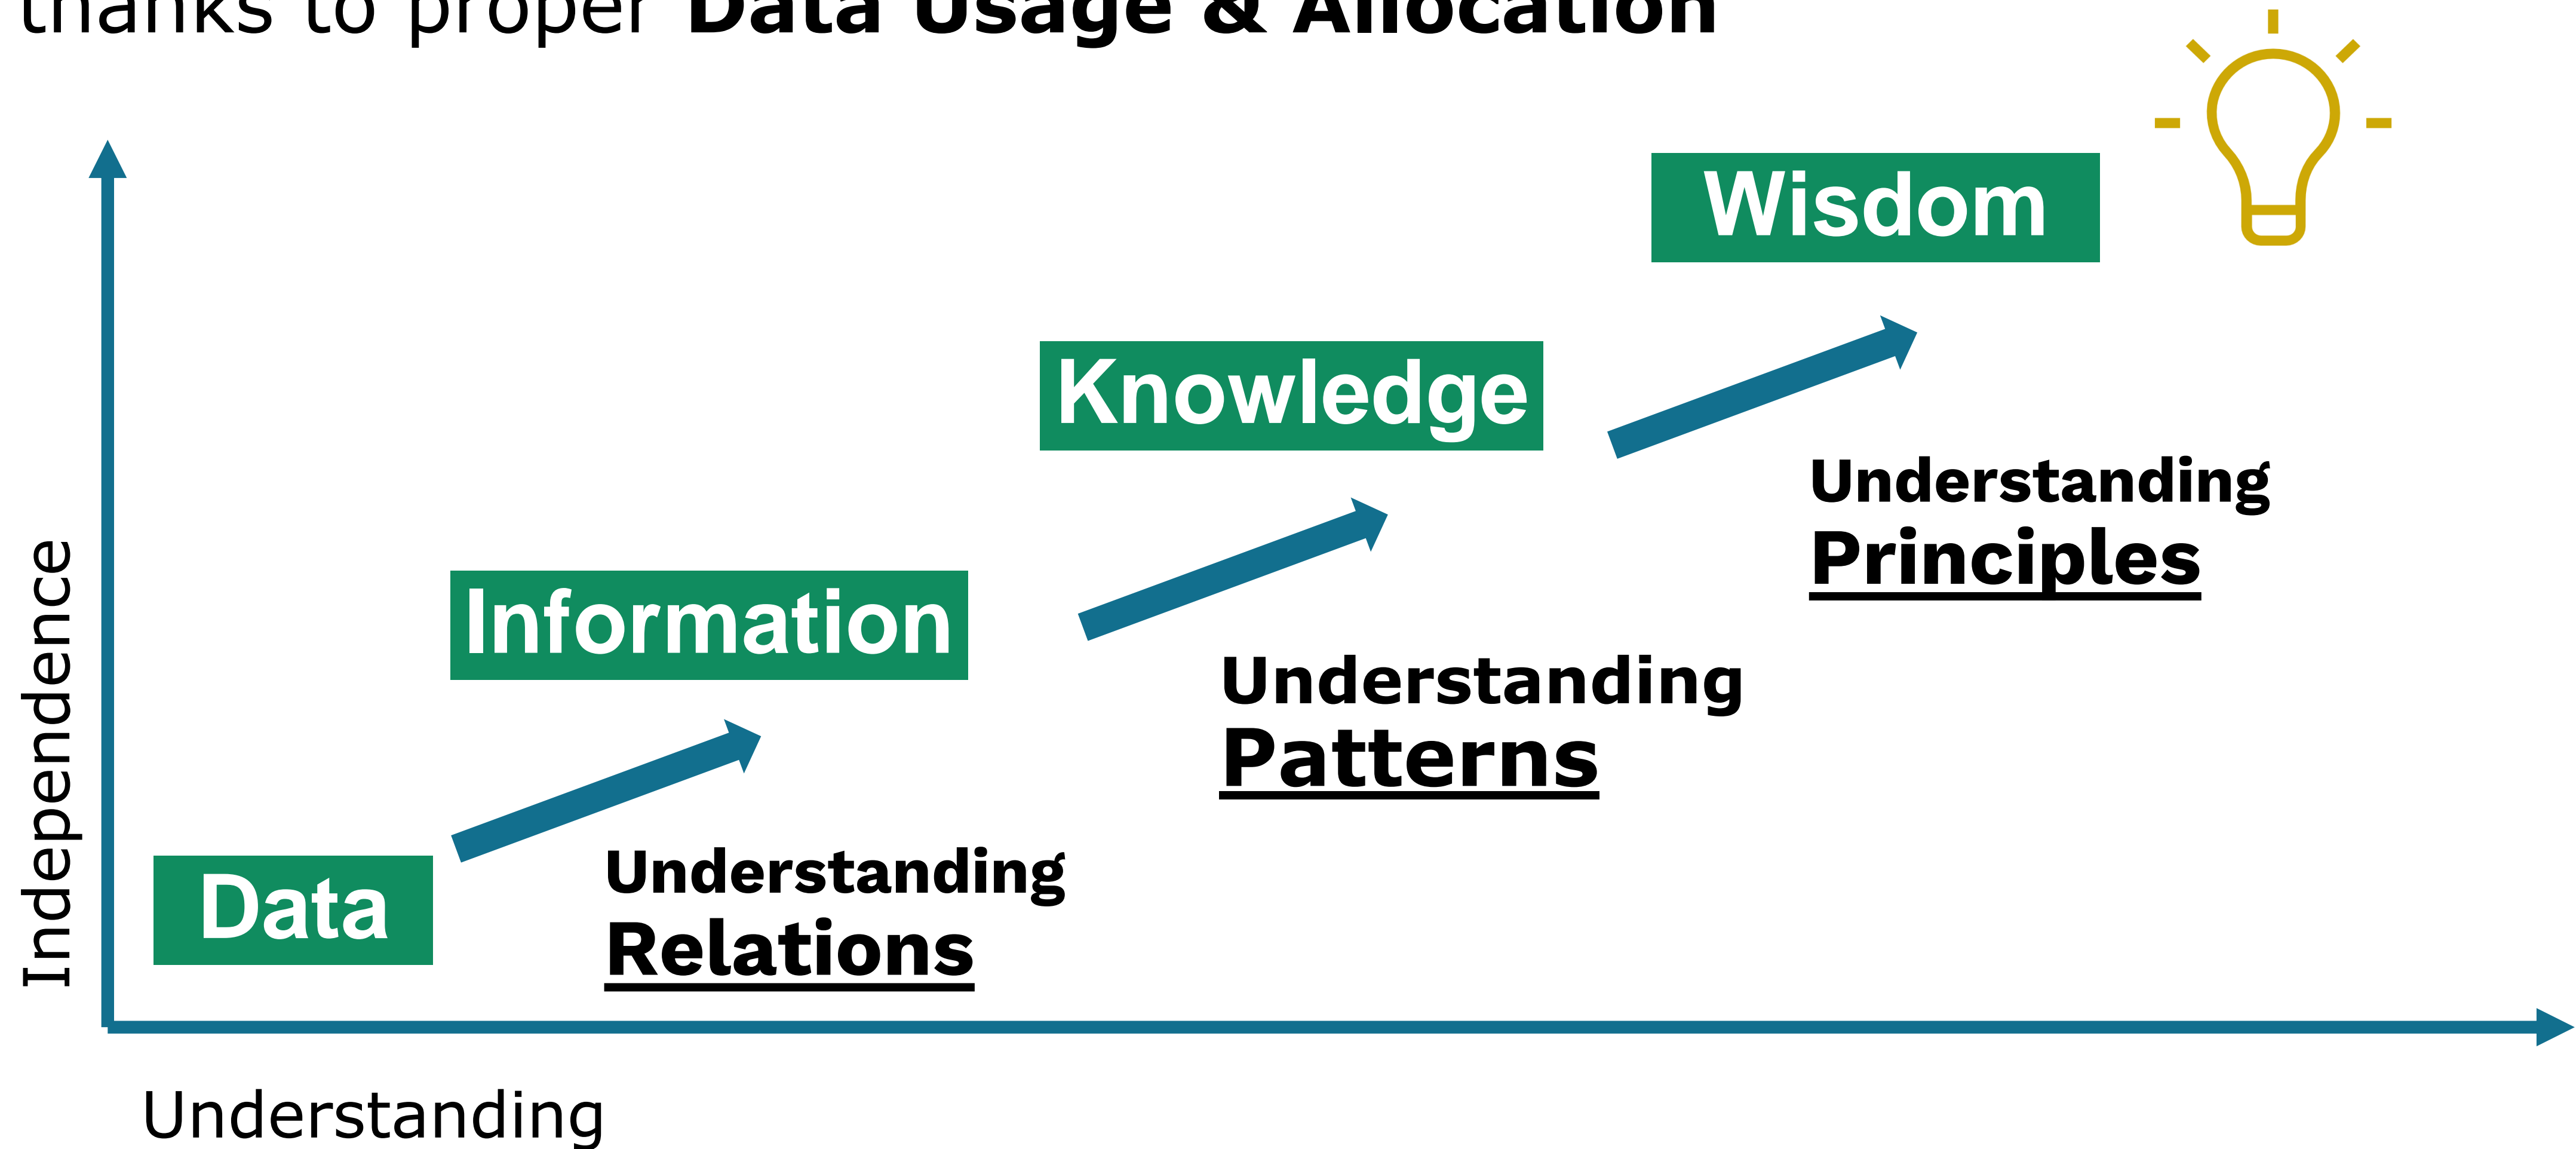 thanks to proper Data Usage & Allocation
Wisdom
Knowledge
Understanding
Principles
Information
Understanding
Patterns
Understanding
Relations
Data
Independence
Understanding